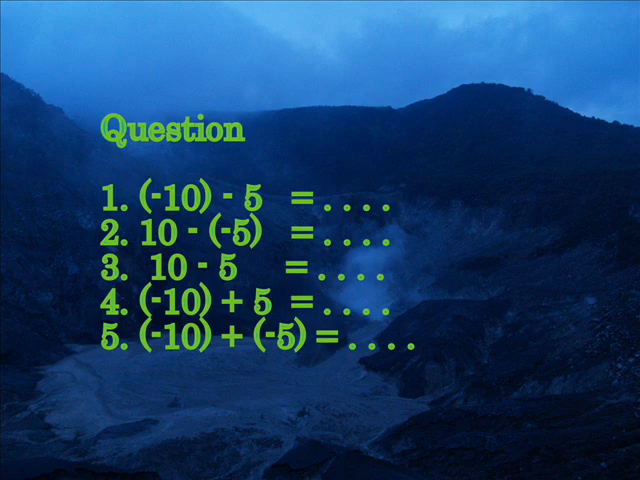 Question
1. (-10) - 5 = . . . .
2. 10 - (-5) = . . . .
3. 10 - 5 = . . . .
4. (-10) + 5 = . . . .
5. (-10) + (-5) = . . . .